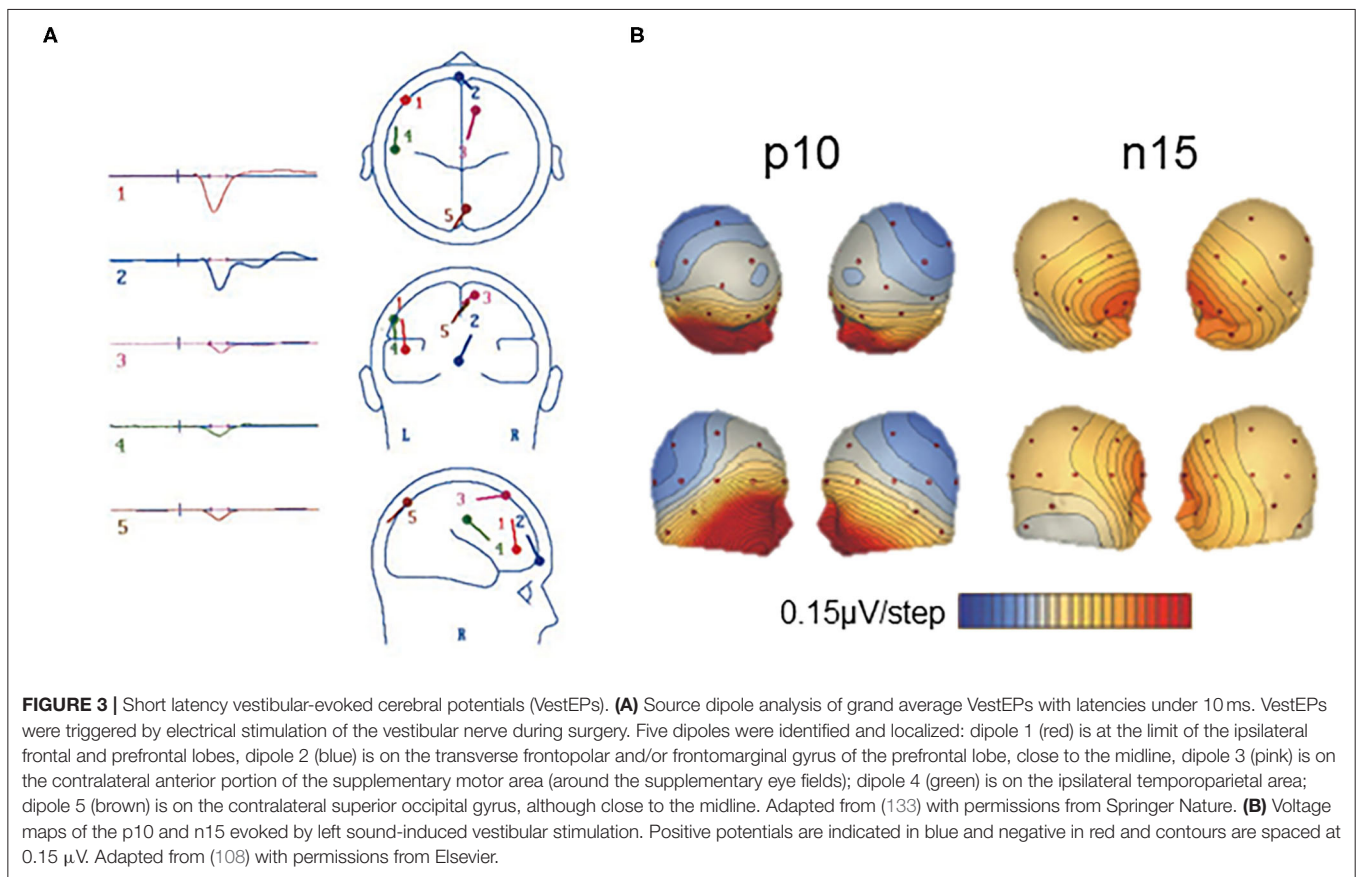 A
B
1
2
3
4
5
2
1
4
3
5
3
5
2
4
1
L
R
3
5
1
2
4
R
p10
n15
0.15µV/step
FIGURE 3 | Short latency vestibular-evoked cerebral potentials (VestEPs). (A) Source dipole analysis of grand average VestEPs with latencies under 10 ms. VestEPs
were triggered by electrical stimulation of the vestibular nerve during surgery. Five dipoles were identified and localized: dipole 1 (red) is at the limit of the ipsilateral
frontal and prefrontal lobes, dipole 2 (blue) is on the transverse frontopolar and/or frontomarginal gyrus of the prefrontal lobe, close to the midline, dipole 3 (pink) is on
the contralateral anterior portion of the supplementary motor area (around the supplementary eye fields); dipole 4 (green) is on the ipsilateral temporoparietal area;
dipole 5 (brown) is on the contralateral superior occipital gyrus, although close to the midline. Adapted from (133) with permissions from Springer Nature. (B) Voltage
maps of the p10 and n15 evoked by left sound-induced vestibular stimulation. Positive potentials are indicated in blue and negative in red and contours are spaced at
0.15 µV. Adapted from (108) with permissions from Elsevier.